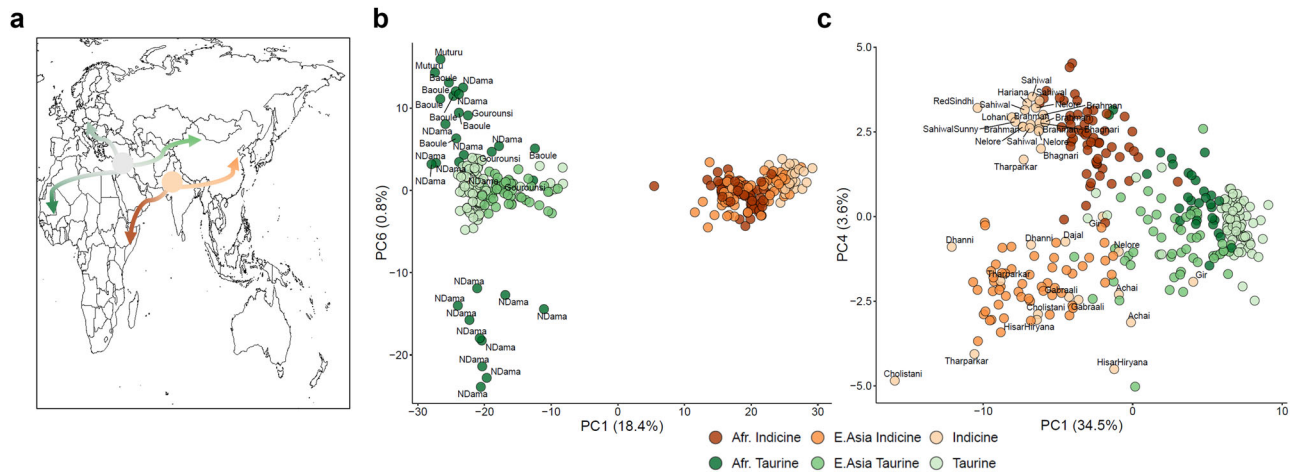 a
b
c
Muturu
Muturu
Baoule
NDama
Baoule
NDama
Baoule
Baoule
Gourounsi
NDama
Baoule
NDama
NDama
Gourounsi
Baoule
NDama
NDama
NDama
Gourounsi
NDama
NDama
NDama
NDama
NDama
NDama
NDama
NDama
NDama
NDama
10
0
−10
−20
PC6 (0.8%)
−30
−20
−10
0
10
20
30
PC1 (18.4%)
5.0
2.5
0.0
−2.5
−5.0
PC4 (3.6%)
Sahiwal
Hariana
Sahiwal
RedSindhi
Sahiwal
Nelore
Brahman
Lohani
Brahman
Brahman
SahiwalSunny
Brahman
Brahman
Bhagnari
Nelore
Sahiwal
Nelore
Bhagnari
Tharparkar
Gir
Dhanni
Dhanni
Dajal
Nelore
Tharparkar
Gir
Gabraali
Achai
Cholistani
Gabraali
Achai
HisarHiryana
Tharparkar
HisarHiryana
Cholistani
−10
0
10
PC1 (34.5%)
Afr. Indicine
E.Asia Indicine
Indicine
Afr. Taurine
E.Asia Taurine
Taurine